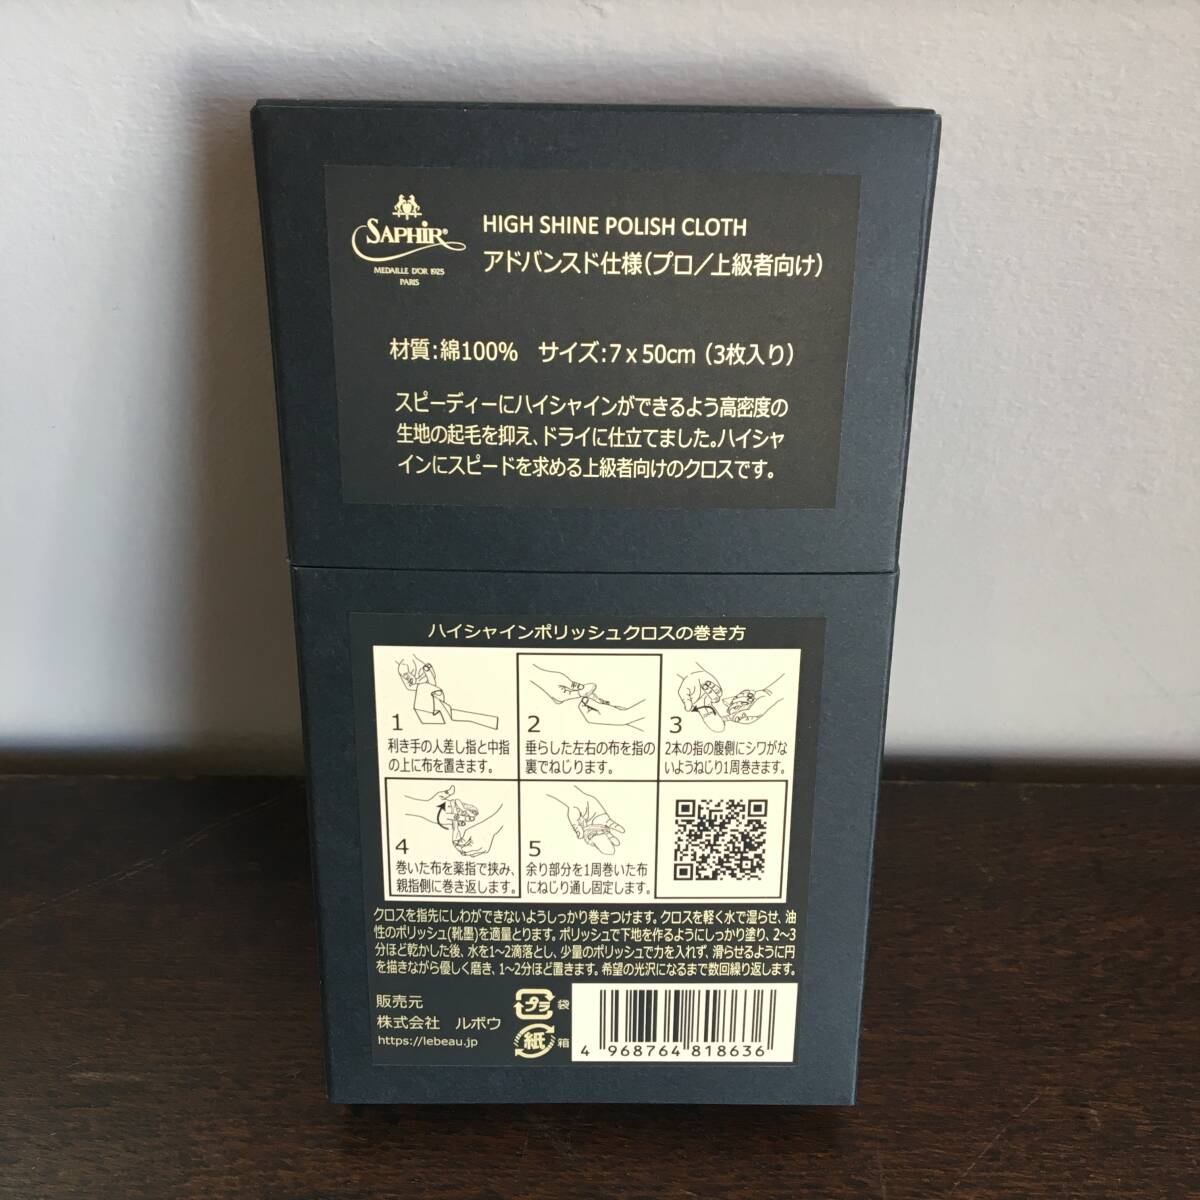 SAPHIR®
MEDAILLE D'OR 1925
PARIS
HIGH SHINE POLISH CLOTH
アドバンスド仕様(プロ／上級者向け)
材質:綿100%　サイズ:7 x 50cm (3枚入り)
スピーディーにハイシャインができるよう高密度の
生地の起毛を抑え、ドライに仕立てました。ハイシャ
インにスピードを求める上級者向けのクロスです。
ハイシャインポリッシュクロスの巻き方
1
利き手の人差し指と中指
の上に布を置きます。
2
垂らした左右の布を指の
裏でねじります。
3
2本の指の腹側にシワがな
いようねじり1周巻きます。
4
巻いた布を薬指で挟み、
親指側に巻き返します。
5
余り部分を1周巻いた布
にねじり通し固定します。
クロスを指先にしわができないようしっかり巻きつけます。クロスを軽く水で湿らせ、油
性のポリッシュ(靴墨)を適量とります。ポリッシュで下地を作るようにしっかり塗り、2～3
分ほど乾かした後、水を1～2滴落とし、少量のポリッシュで力を入れず、滑らせるように円
を描きながら優しく磨き、1～2分ほど置きます。希望の光沢になるまで数回繰り返します。
販売元
株式会社　ルボウ
https://lebeau.jp
プラ 袋
紙 箱
4 968764 818636